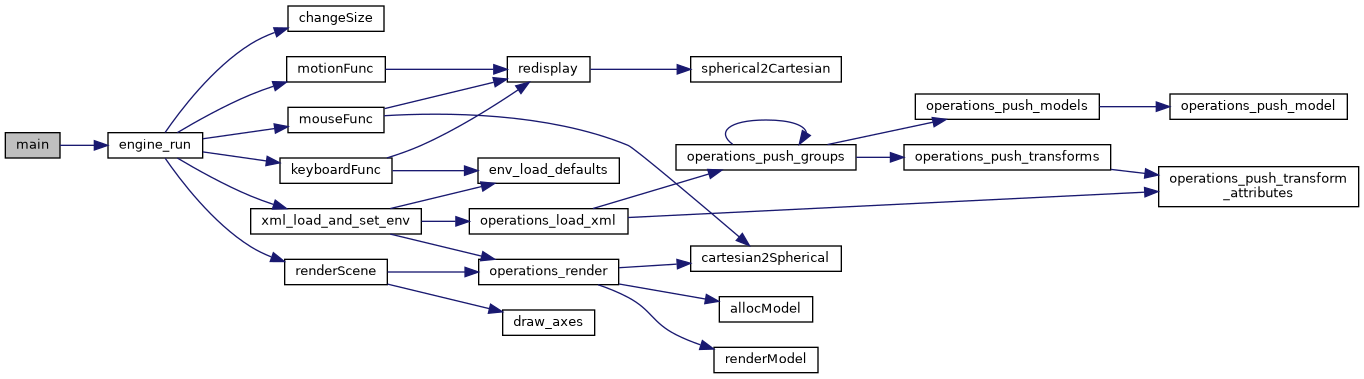 main
engine_run
changeSize
motionFunc
mouseFunc
keyboardFunc
xml_load_and_set_env
renderScene
redisplay
env_load_defaults
operations_load_xml
operations_render
draw_axes
spherical2Cartesian
operations_push_groups
cartesian2Spherical
allocModel
renderModel
operations_push_models
operations_push_transforms
operations_push_model
operations_push_transform
_attributes